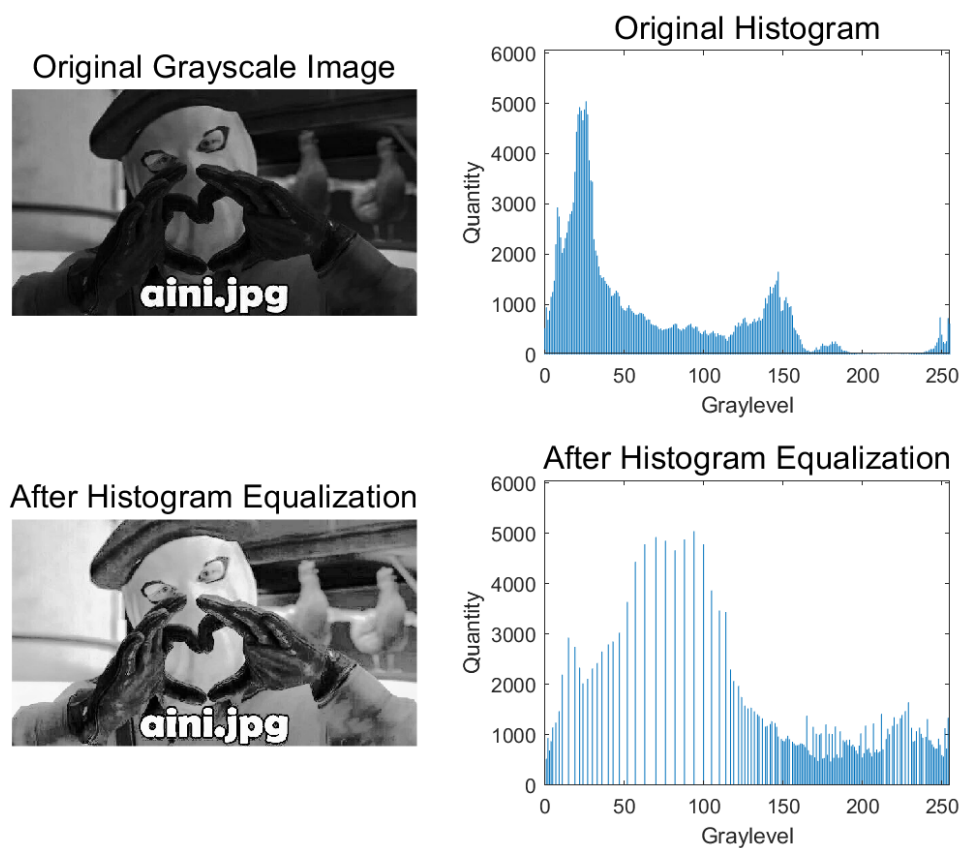 Original Grayscale Image
aini.jpg
Original Histogram
Quantity
6000
5000
4000
3000
2000
1000
0
0 50 100 150 200 250
Graylevel
After Histogram Equalization
aini.jpg
After Histogram Equalization
Quantity
6000
5000
4000
3000
2000
1000
0
0 50 100 150 200 250
Graylevel